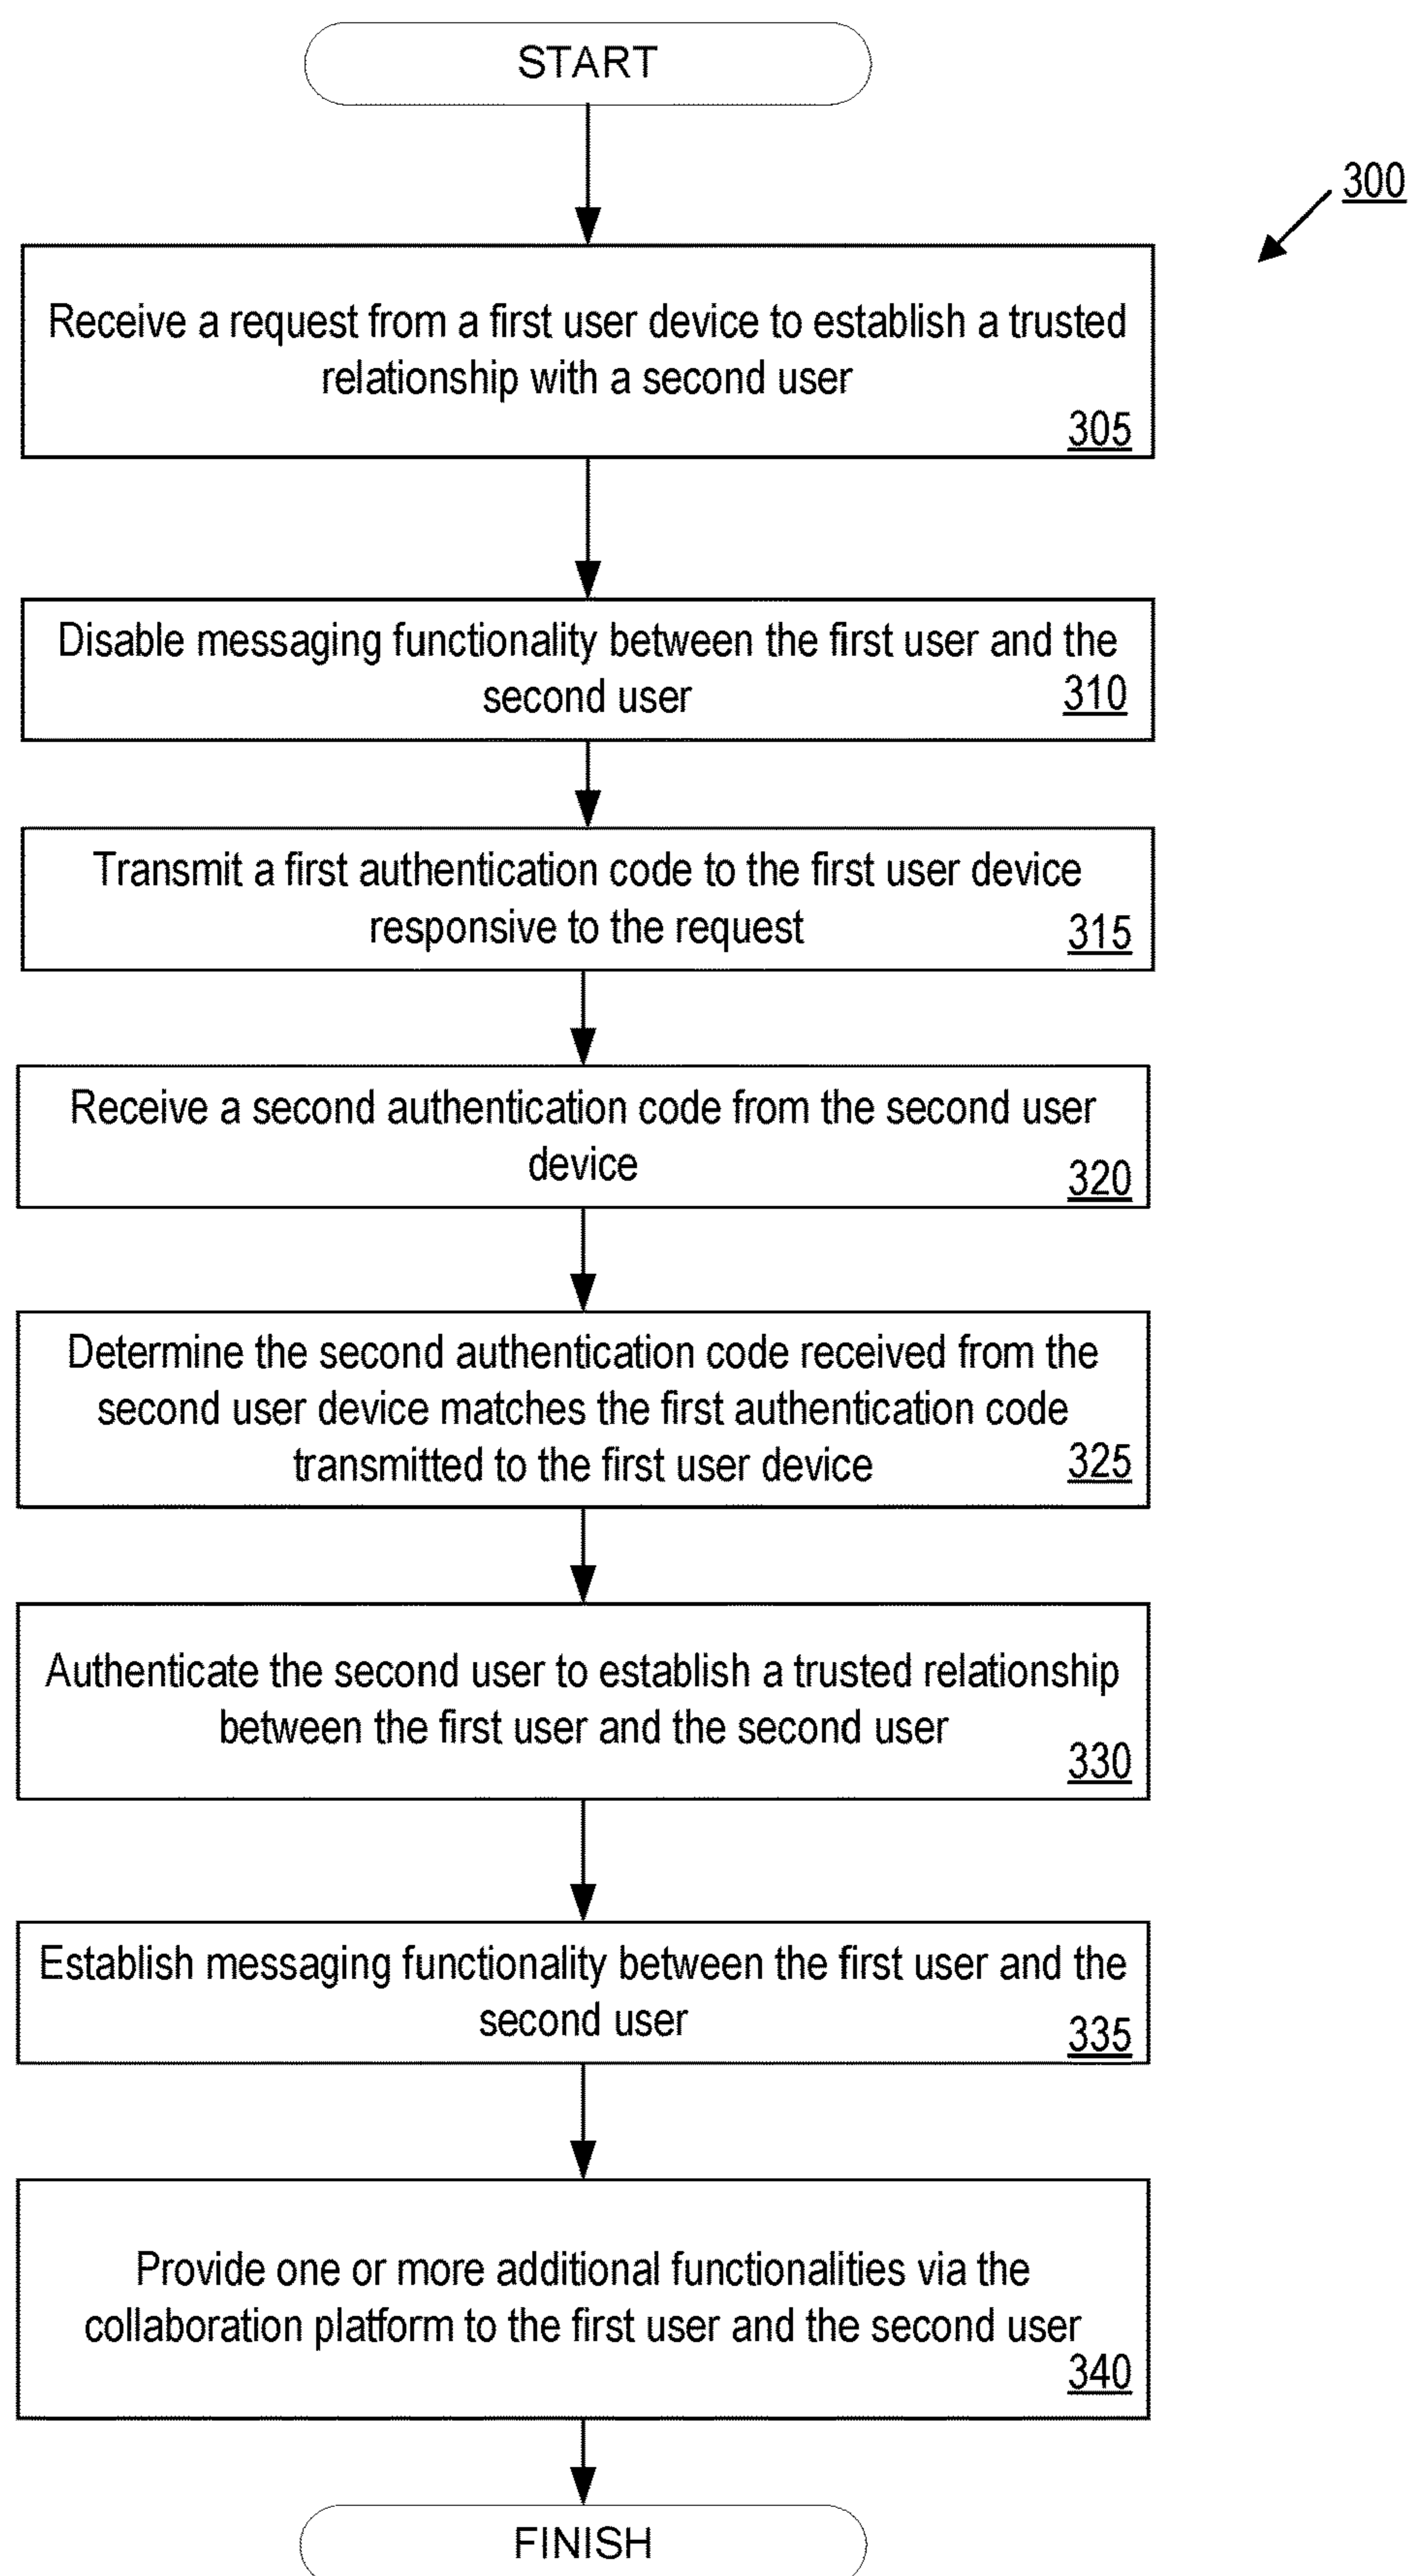 START
300
Receive a request from a first user device to establish a trusted
relationship with a second user
305
Disable messaging functionality between the first user and the
second user
310
Transmit a first authentication code to the first user device
responsive to the request
315
Receive a second authentication code from the second user
device
320
Determine the second authentication code received from the
second user device matches the first authentication code
transmitted to the first user device
325
Authenticate the second user to establish a trusted relationship
between the first user and the second user
330
Establish messaging functionality between the first user and the
second user
335
Provide one or more additional functionalities via the
collaboration platform to the first user and the second user
340
FINISH